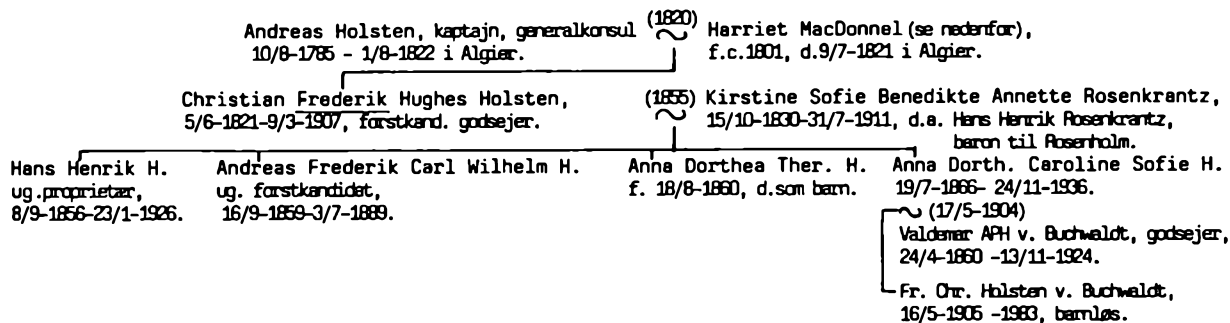 Andreas Holsten, kaptajn, generalkonsul (1820) Harriet MacDonnel (se nedenfor),
10/8-1785 - 1/8-1822 i Algier. f.c.1801, d.9/7-1821 i Algier.
Christian Frederik Hughes Holsten, (1855) Kirstine Sofie Benedikte Annette Rosenkrantz,
5/6-1821-9/3-1907, forstkand. godsejer. 15/10-1830-31/7-1911, d.a. Hans Henrik Rosenkrantz,
baron til Rosenholm.
Hans Henrik H.
ug.proprietær,
8/9-1856-23/1-1926.
Andreas Frederik Carl Wilhelm H.
ug. forstkandidat,
16/9-1859-3/7-1889.
Anna Dorthea Ther. H.
f. 18/8-1860, d.som barn.
Anna Dorth. Caroline Sofie H.
19/7-1866- 24/11-1936.
(17/5-1904)
Valdemar APH v. Buchwaldt, godsejer,
24/4-1860 -13/11-1924.
Fr. Chr. Holsten v. Buchwaldt,
16/5-1905 -1983, barnløs.